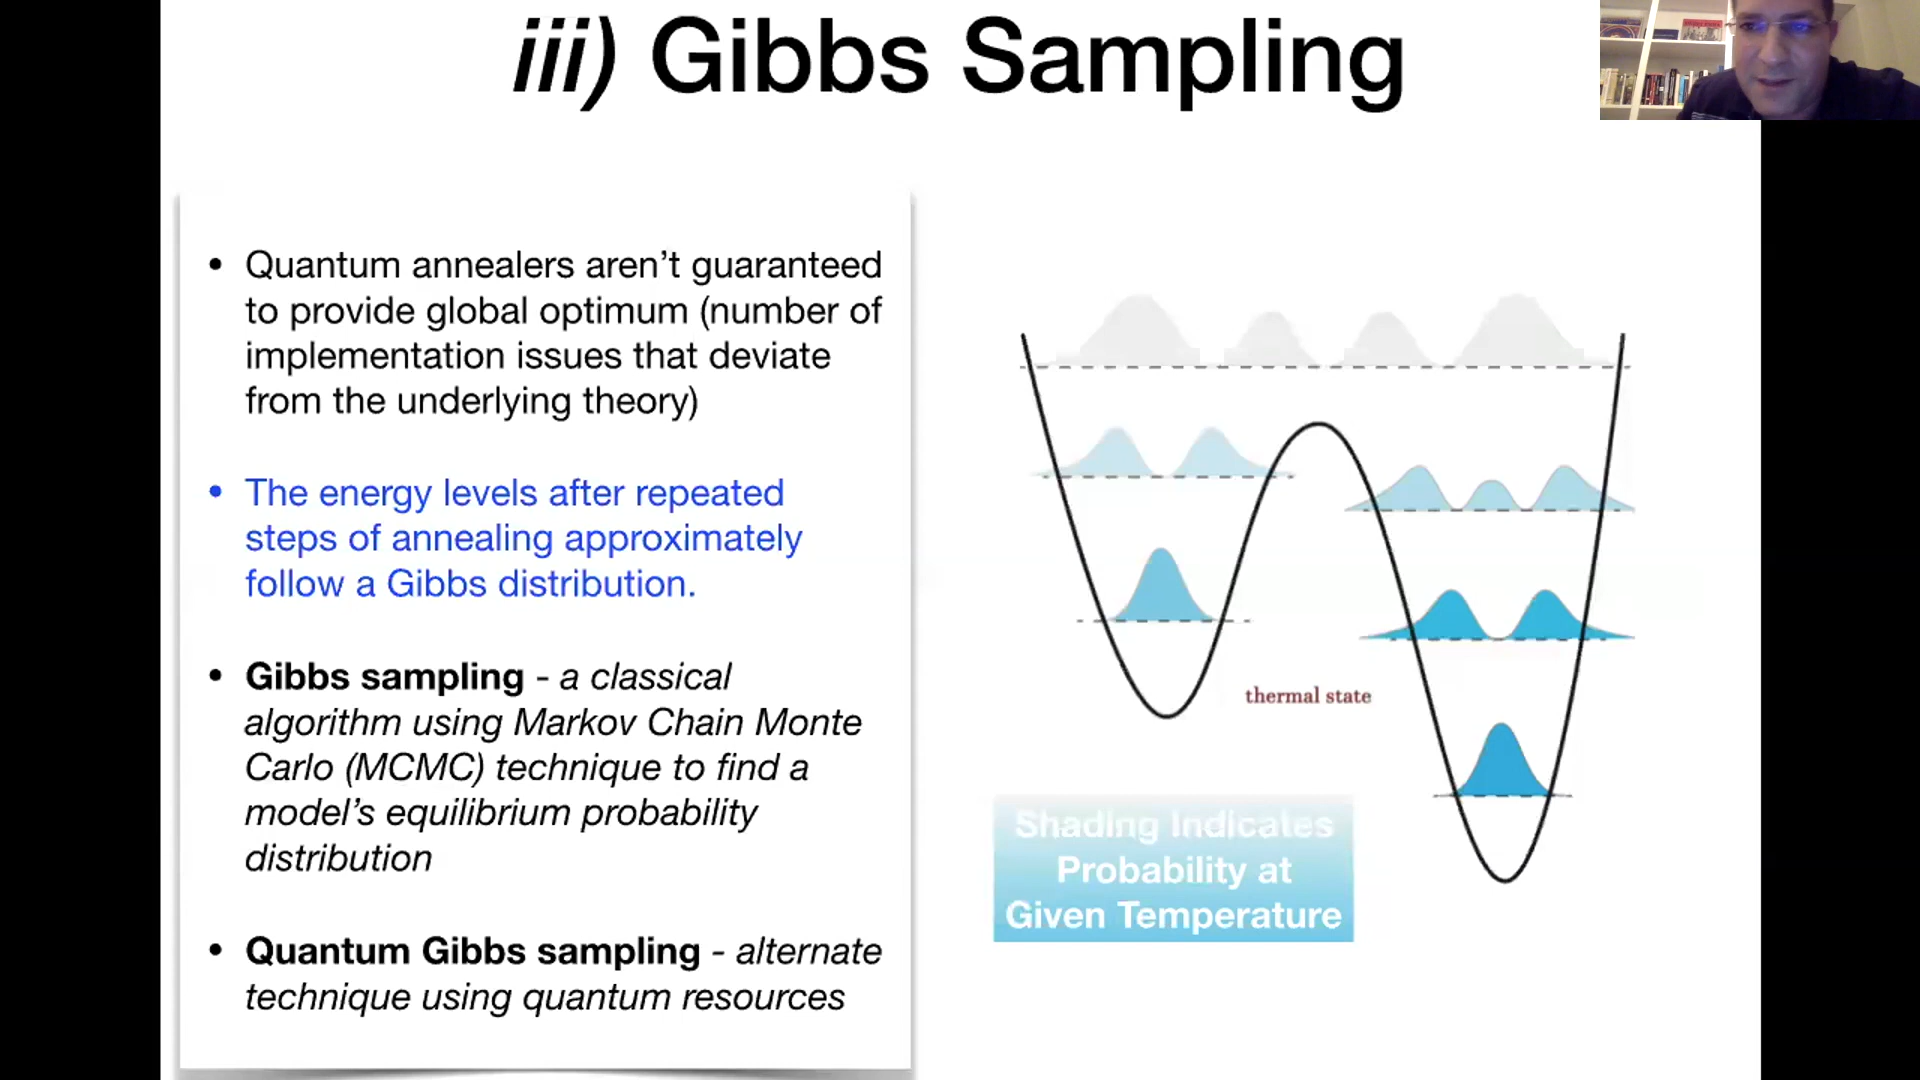 iii) Gibbs Sampling
• Quantum annealers aren’t guaranteed
to provide global optimum (number of
implementation issues that deviate
from the underlying theory)
• The energy levels after repeated
steps of annealing approximately
follow a Gibbs distribution.
• Gibbs sampling - a classical
algorithm using Markov Chain Monte
Carlo (MCMC) technique to find a
model’s equilibrium probability
distribution
• Quantum Gibbs sampling - alternate
technique using quantum resources
thermal state
Shading Indicates
Probability at
Given Temperature